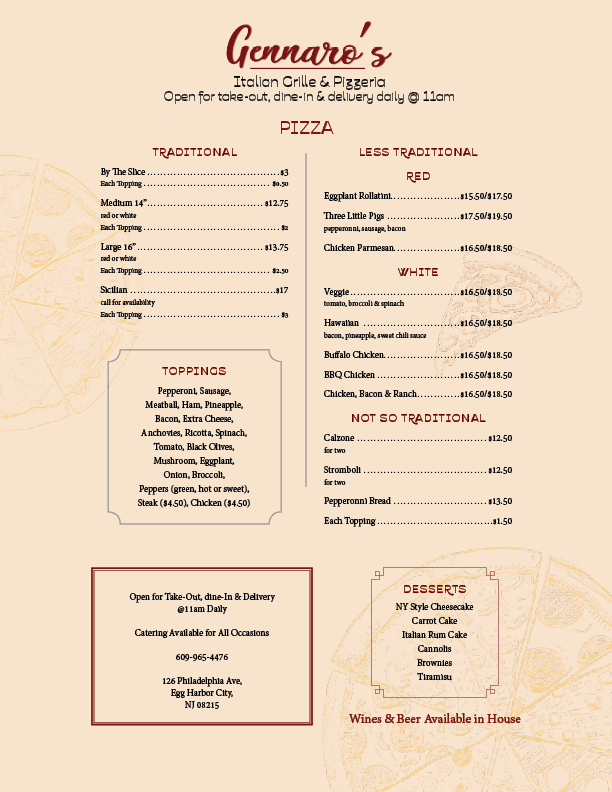 Gennaro's
Italian Grille & Pizzeria
Open for take-out, dine-in & delivery daily @ 11am
PIZZA
TRADITIONAL
By The Slice ........................................ $3
Each Topping ........................................ $0.50
Medium 14" ........................................ $12.75
red or white
Each Topping ........................................ $2
Large 16" ........................................ $13.75
red or white
Each Topping ........................................ $2.50
Sicilian ........................................ $17
call for availability
Each Topping ........................................ $3
TOPPINGS
Pepperoni, Sausage,
Meatball, Ham, Pineapple,
Bacon, Extra Cheese,
Anchovies, Ricotta, Spinach,
Tomato, Black Olives,
Mushroom, Eggplant,
Onion, Broccoli,
Peppers (green, hot or sweet),
Steak ($4.50), Chicken ($4.50)
LESS TRADITIONAL
RED
Eggplant Rollatini.................... $15.50/$17.50
Three Little Pigs .................... $17.50/$19.50
pepperonni, sausage, bacon
Chicken Parmesan.................... $16.50/$18.50
WHITE
Veggie .................... $16.50/$18.50
tomato, broccoli & spinach
Hawaiian .................... $16.50/$18.50
bacon, pineapple, sweet chili sauce
Buffalo Chicken.................... $16.50/$18.50
BBQ Chicken .................... $16.50/$18.50
Chicken, Bacon & Ranch.................... $16.50/$18.50
NOT SO TRADITIONAL
Calzone .................... $12.50
for two
Stromboli .................... $12.50
for two
Pepperonni Bread .................... $13.50
Each Topping .................... $1.50
Open for Take-Out, dine-In & Delivery
@11am Daily
Catering Available for All Occasions
609-965-4476
126 Philadelphia Ave,
Egg Harbor City,
NJ 08215
DESSERTS
NY Style Cheesecake
Carrot Cake
Italian Rum Cake
Cannolis
Brownies
Tiramisu
Wines & Beer Available in House